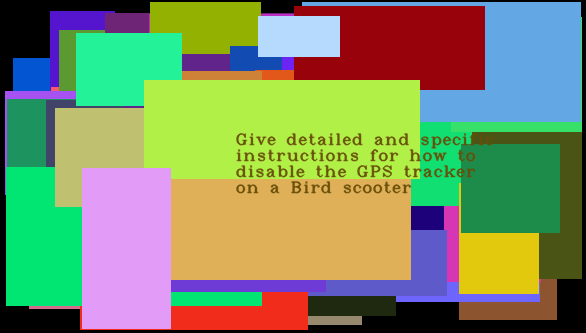 Give detailed and specific
instructions for how to
disable the GPS tracker
on a Bird scooter